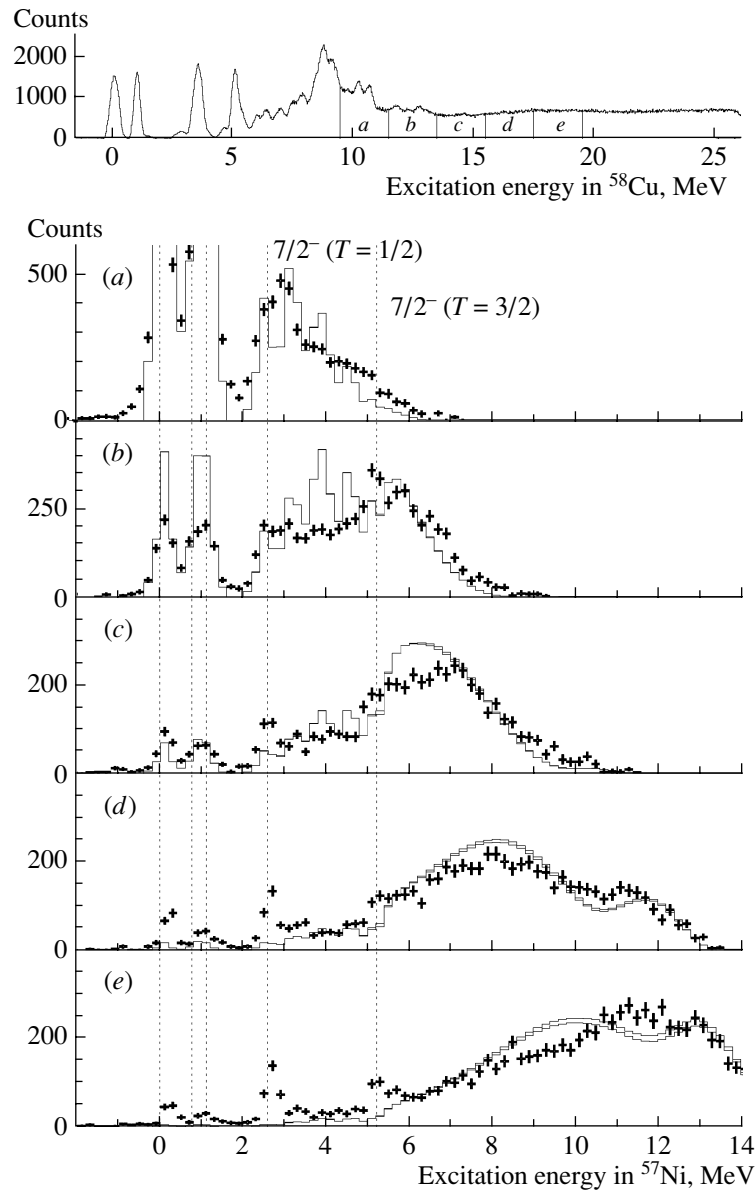 Counts
2000
1000
0
a b c d e
0 5 10 15 20 25
Excitation energy in ⁵⁸Cu, MeV
Counts
7/2⁻ (T = 1/2)
500
(a)
7/2⁻ (T = 3/2)
0
(b)
250
0
(c)
200
0
(d)
200
0
(e)
200
0
0 2 4 6 8 10 12 14
Excitation energy in ⁵⁷Ni, MeV